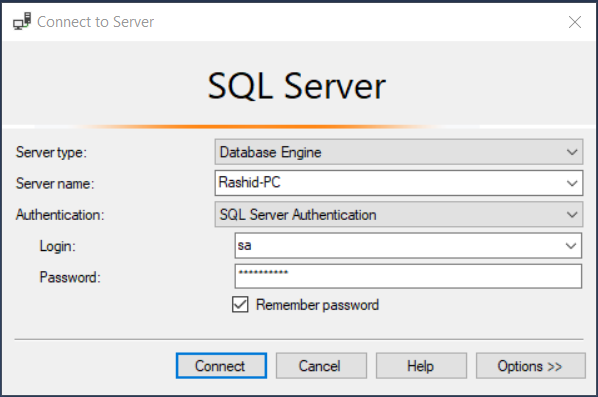 Connect to Server
SQL Server
Server type: Database Engine
Server name: Rashid-PC
Authentication: SQL Server Authentication
Login: sa
Password: **********
Remember password
Connect Cancel Help Options >>